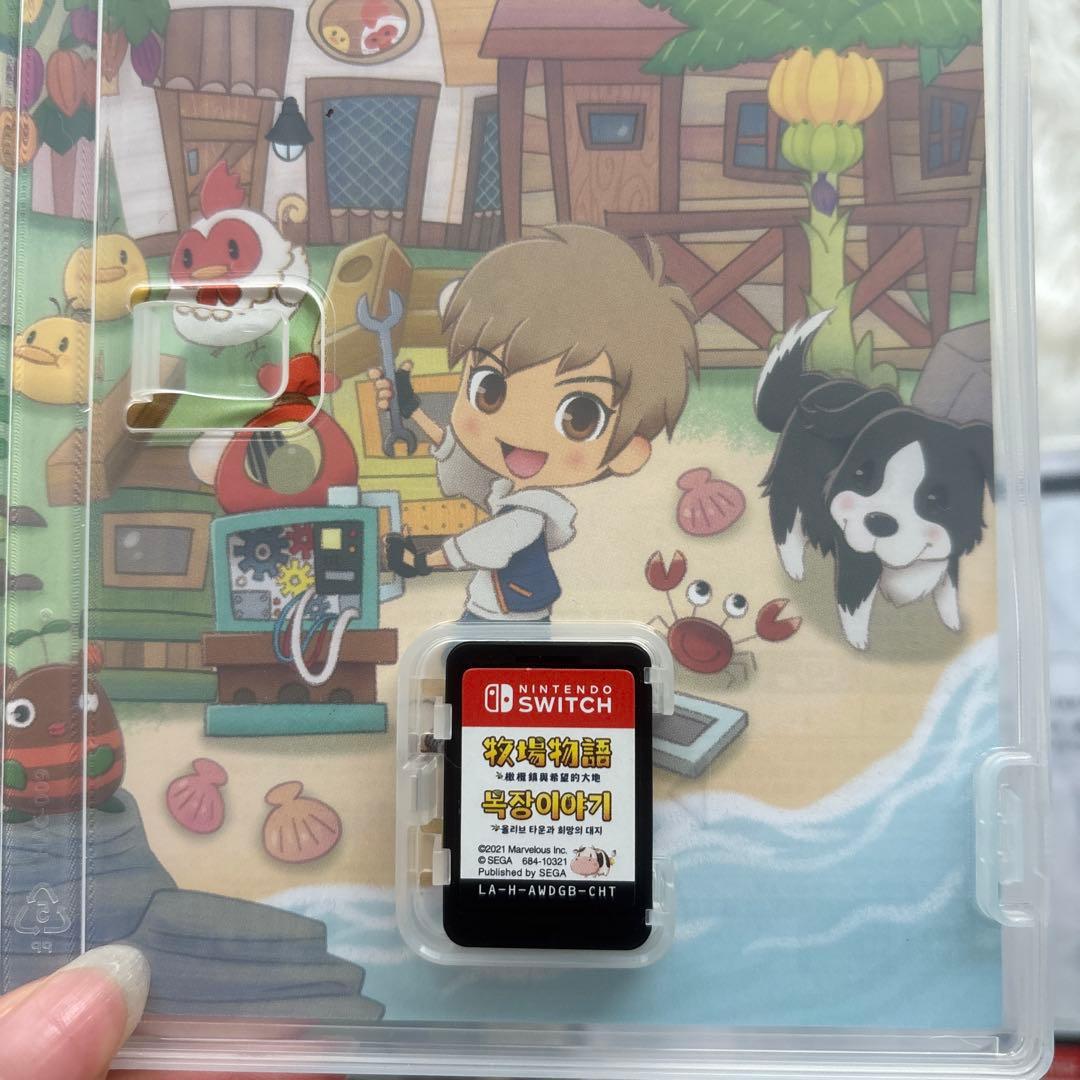 NINTENDO
SWITCH
牧場物語
橄欖鎮與希望的大地
목장이야기
올리브 타운과 희망의 대지
©2021 Marvelous Inc.
©SEGA 684-10321
Published by SEGA
LA-H-AWDGB-CHT
5
PP